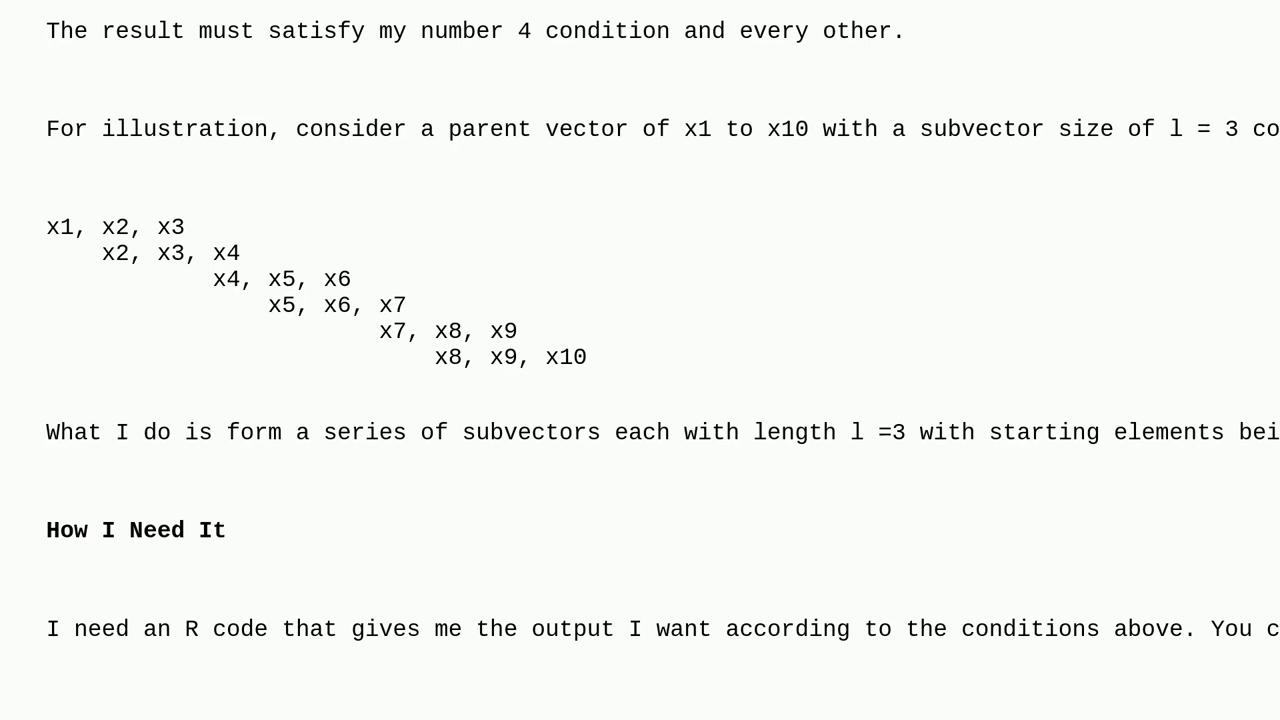 The result must satisfy my number 4 condition and every other.
For illustration, consider a parent vector of x1 to x10 with a subvector size of l = 3 co
x1, x2, x3
x2, x3, x4
x4, x5, x6
x5, x6, x7
x7, x8, x9
x8, x9, x10
What I do is form a series of subvectors each with length l =3 with starting elements bei
How I Need It
I need an R code that gives me the output I want according to the conditions above. You c